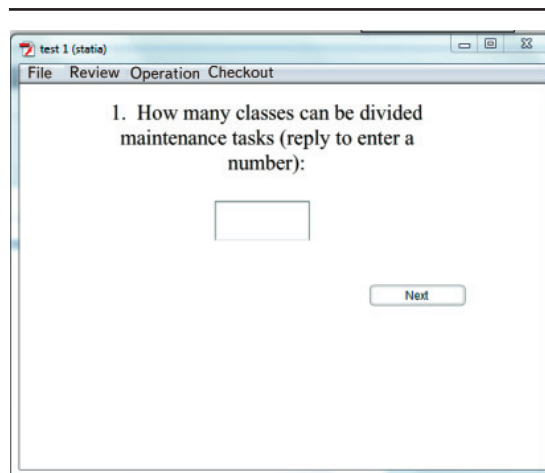 test 1 (statia)
File Review Operation Checkout
1. How many classes can be divided
maintenance tasks (reply to enter a
number):
Next